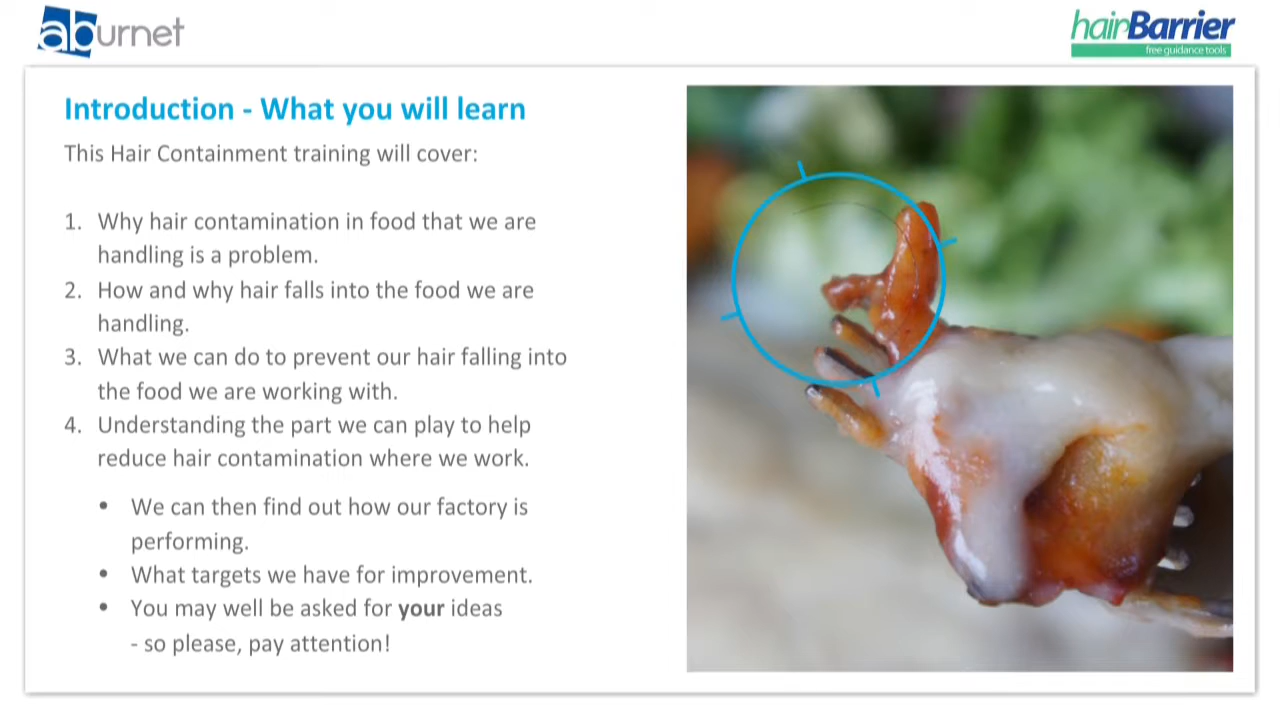 aburnet
hairBarrier
free guidance tools
Introduction - What you will learn
This Hair Containment training will cover:
1. Why hair contamination in food that we are
handling is a problem.
2. How and why hair falls into the food we are
handling.
3. What we can do to prevent our hair falling into
the food we are working with.
4. Understanding the part we can play to help
reduce hair contamination where we work.
• We can then find out how our factory is
performing.
• What targets we have for improvement.
• You may well be asked for your ideas
- so please, pay attention!